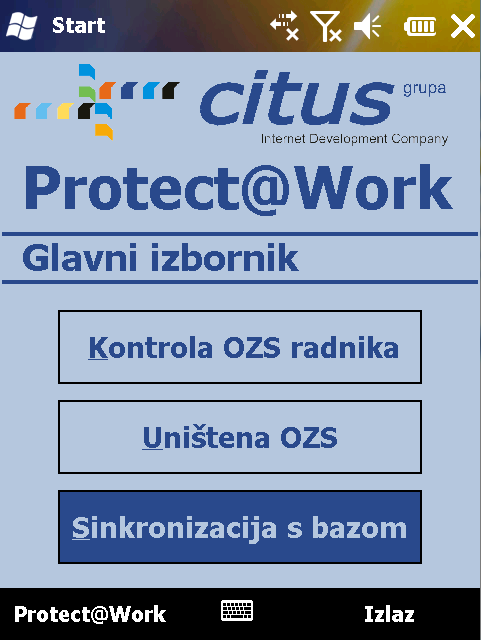 Start
citus grupa
Internet Development Company
Protect@Work
Glavni izbornik
Kontrola OZS radnika
Uništena OZS
Sinkronizacija s bazom
Protect@Work Izlaz